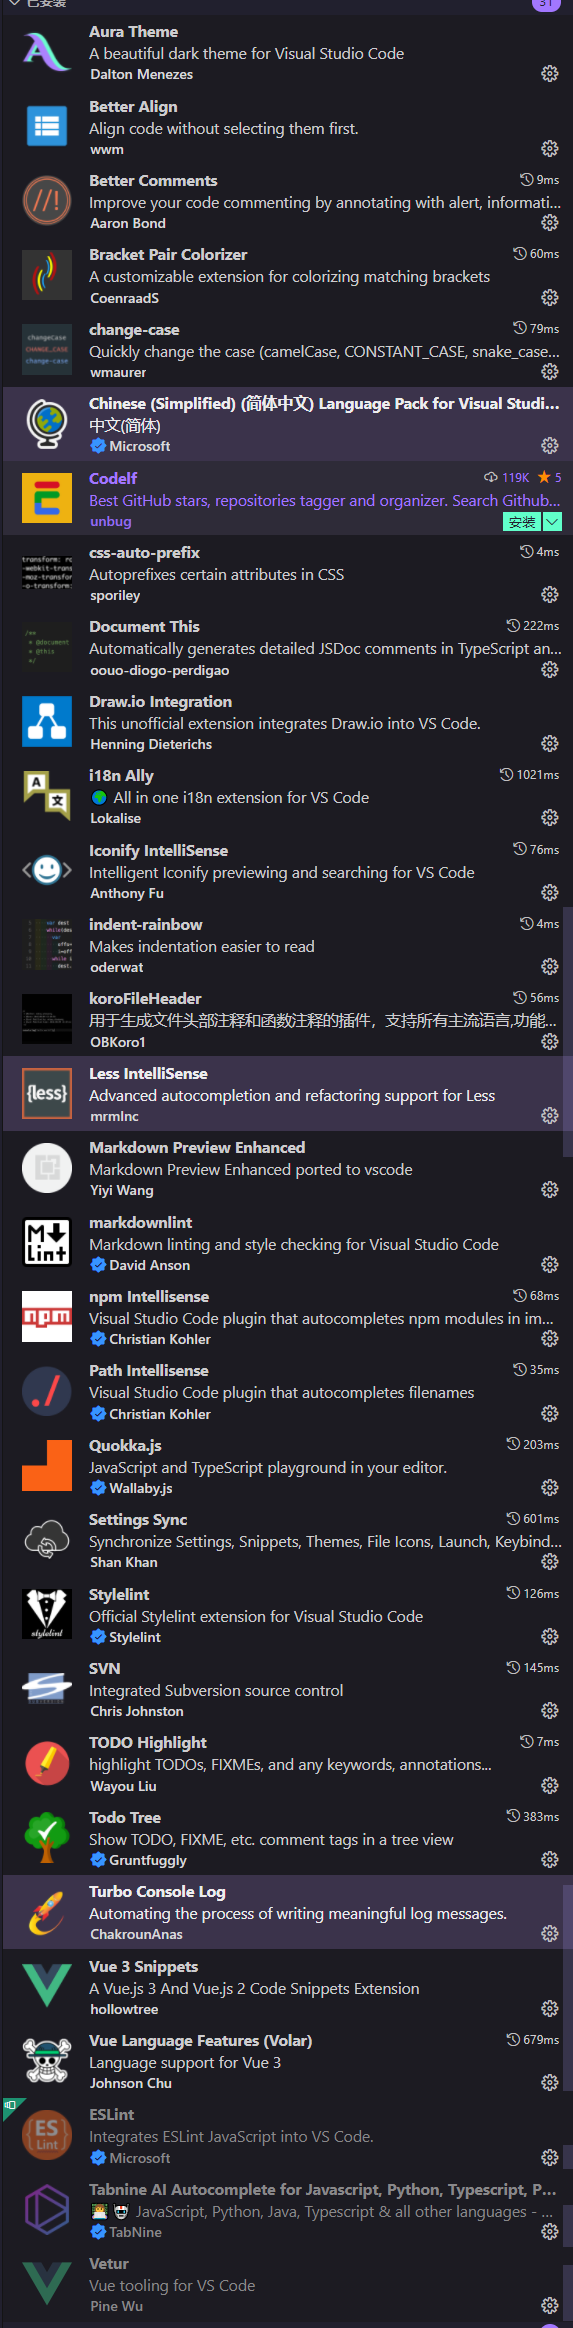 已安装 31
Aura Theme
A beautiful dark theme for Visual Studio Code
Dalton Menezes
Better Align
Align code without selecting them first.
wwm
Better Comments 9ms
Improve your code commenting by annotating with alert, informati...
Aaron Bond
Bracket Pair Colorizer 60ms
A customizable extension for colorizing matching brackets
CoenraadS
changeCase
CHANGE_CASE
change-case
change-case 79ms
Quickly change the case (camelCase, CONSTANT_CASE, snake_case...
wmaurer
Chinese (Simplified) (简体中文) Language Pack for Visual Studi...
中文(简体)
Microsoft
Codelf 119K 5
Best GitHub stars, repositories tagger and organizer. Search Github...
unbug 安装
css-auto-prefix 4ms
Autoprefixes certain attributes in CSS
sporiley
/**
* @document
* @this
*/
Document This 222ms
Automatically generates detailed JSDoc comments in TypeScript an...
oouo-diogo-perdigao
Draw.io Integration
This unofficial extension integrates Draw.io into VS Code.
Henning Dieterichs
A 文
i18n Ally 1021ms
All in one i18n extension for VS Code
Lokalise
Iconify IntelliSense 76ms
Intelligent Iconify previewing and searching for VS Code
Anthony Fu
indent-rainbow 4ms
Makes indentation easier to read
oderwat
koroFileHeader 56ms
用于生成文件头部注释和函数注释的插件，支持所有主流语言,功能...
OBKoro1
{less}
Less IntelliSense
Advanced autocompletion and refactoring support for Less
mrmlnc
Markdown Preview Enhanced
Markdown Preview Enhanced ported to vscode
Yiyi Wang
M Lint
markdownlint
Markdown linting and style checking for Visual Studio Code
David Anson
npm
npm Intellisense 68ms
Visual Studio Code plugin that autocompletes npm modules in im...
Christian Kohler
./
Path Intellisense 35ms
Visual Studio Code plugin that autocompletes filenames
Christian Kohler
Quokka.js 203ms
JavaScript and TypeScript playground in your editor.
Wallaby.js
Settings Sync 601ms
Synchronize Settings, Snippets, Themes, File Icons, Launch, Keybind...
Shan Khan
stylelint
Stylelint 126ms
Official Stylelint extension for Visual Studio Code
Stylelint
SVN 145ms
Integrated Subversion source control
Chris Johnston
TODO Highlight 7ms
highlight TODOs, FIXMEs, and any keywords, annotations...
Wayou Liu
Todo Tree 383ms
Show TODO, FIXME, etc. comment tags in a tree view
Gruntfuggly
Turbo Console Log
Automating the process of writing meaningful log messages.
ChakrounAnas
Vue 3 Snippets
A Vue.js 3 And Vue.js 2 Code Snippets Extension
hollowtree
Vue Language Features (Volar) 679ms
Language support for Vue 3
Johnson Chu
{ES Lint}
ESLint
Integrates ESLint JavaScript into VS Code.
Microsoft
Tabnine AI Autocomplete for Javascript, Python, Typescript, P...
JavaScript, Python, Java, Typescript & all other languages - ...
TabNine
Vetur
Vue tooling for VS Code
Pine Wu